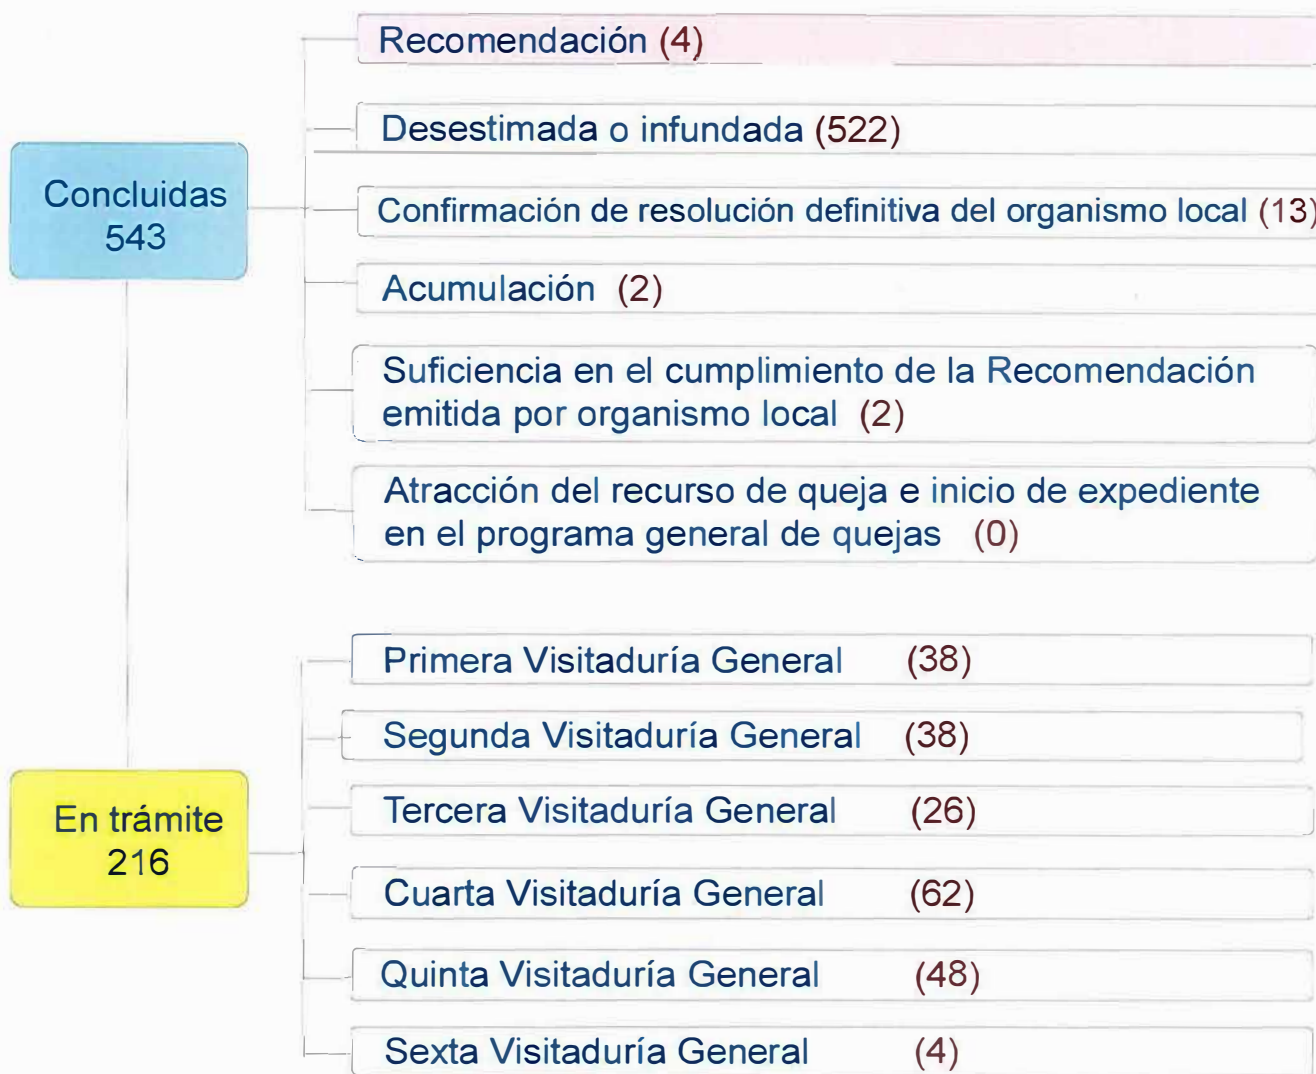 Concluidas
543
Recomendación (4)
Desestimada o infundada (522)
Confirmación de resolución definitiva del organismo local (13)
Acumulación (2)
Suficiencia en el cumplimiento de la Recomendación
emitida por organismo local (2)
Atracción del recurso de queja e inicio de expediente
en el programa general de quejas (0)
En trámite
216
Primera Visitaduría General (38)
Segunda Visitaduría General (38)
Tercera Visitaduría General (26)
Cuarta Visitaduría General (62)
Quinta Visitaduría General (48)
Sexta Visitaduría General (4)